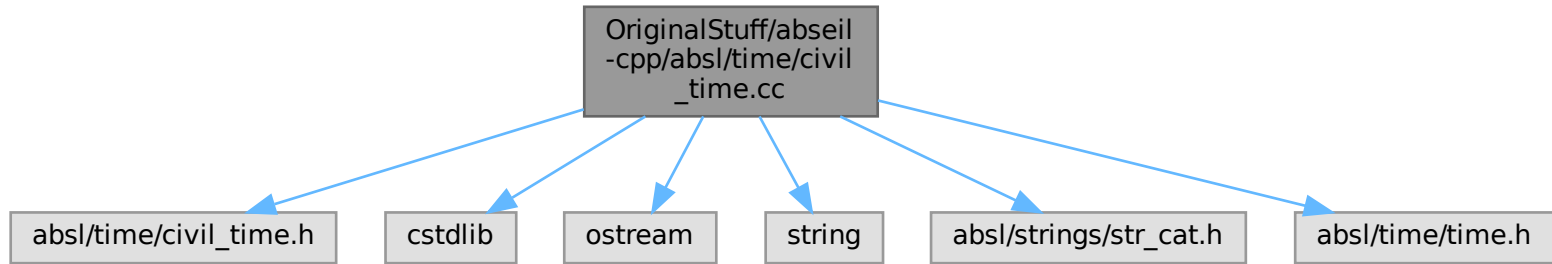 OriginalStuff/abseil
-cpp/absl/time/civil
_time.cc
absl/time/civil_time.h
cstdlib
ostream
string
absl/strings/str_cat.h
absl/time/time.h